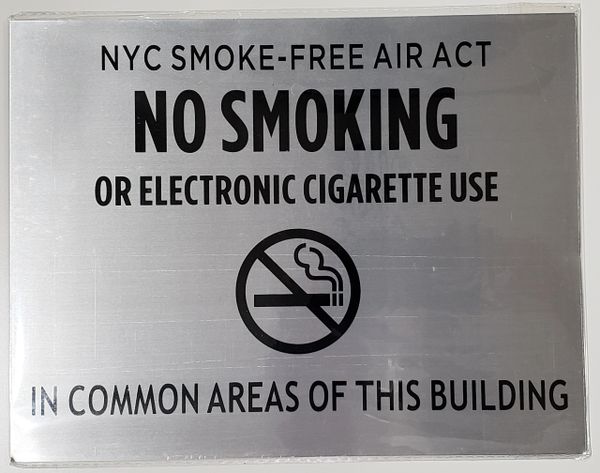 NYC SMOKE-FREE AIR ACT
NO SMOKING
OR ELECTRONIC CIGARETTE USE
IN COMMON AREAS OF THIS BUILDING